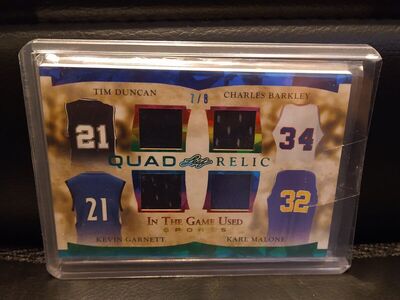 TIM DUNCAN 7/8 CHARLES BARKLEY
21 34
QUAD Leaf RELIC
21 32
IN THE GAME USED
SPORTS
KEVIN GARNETT KARL MALONE